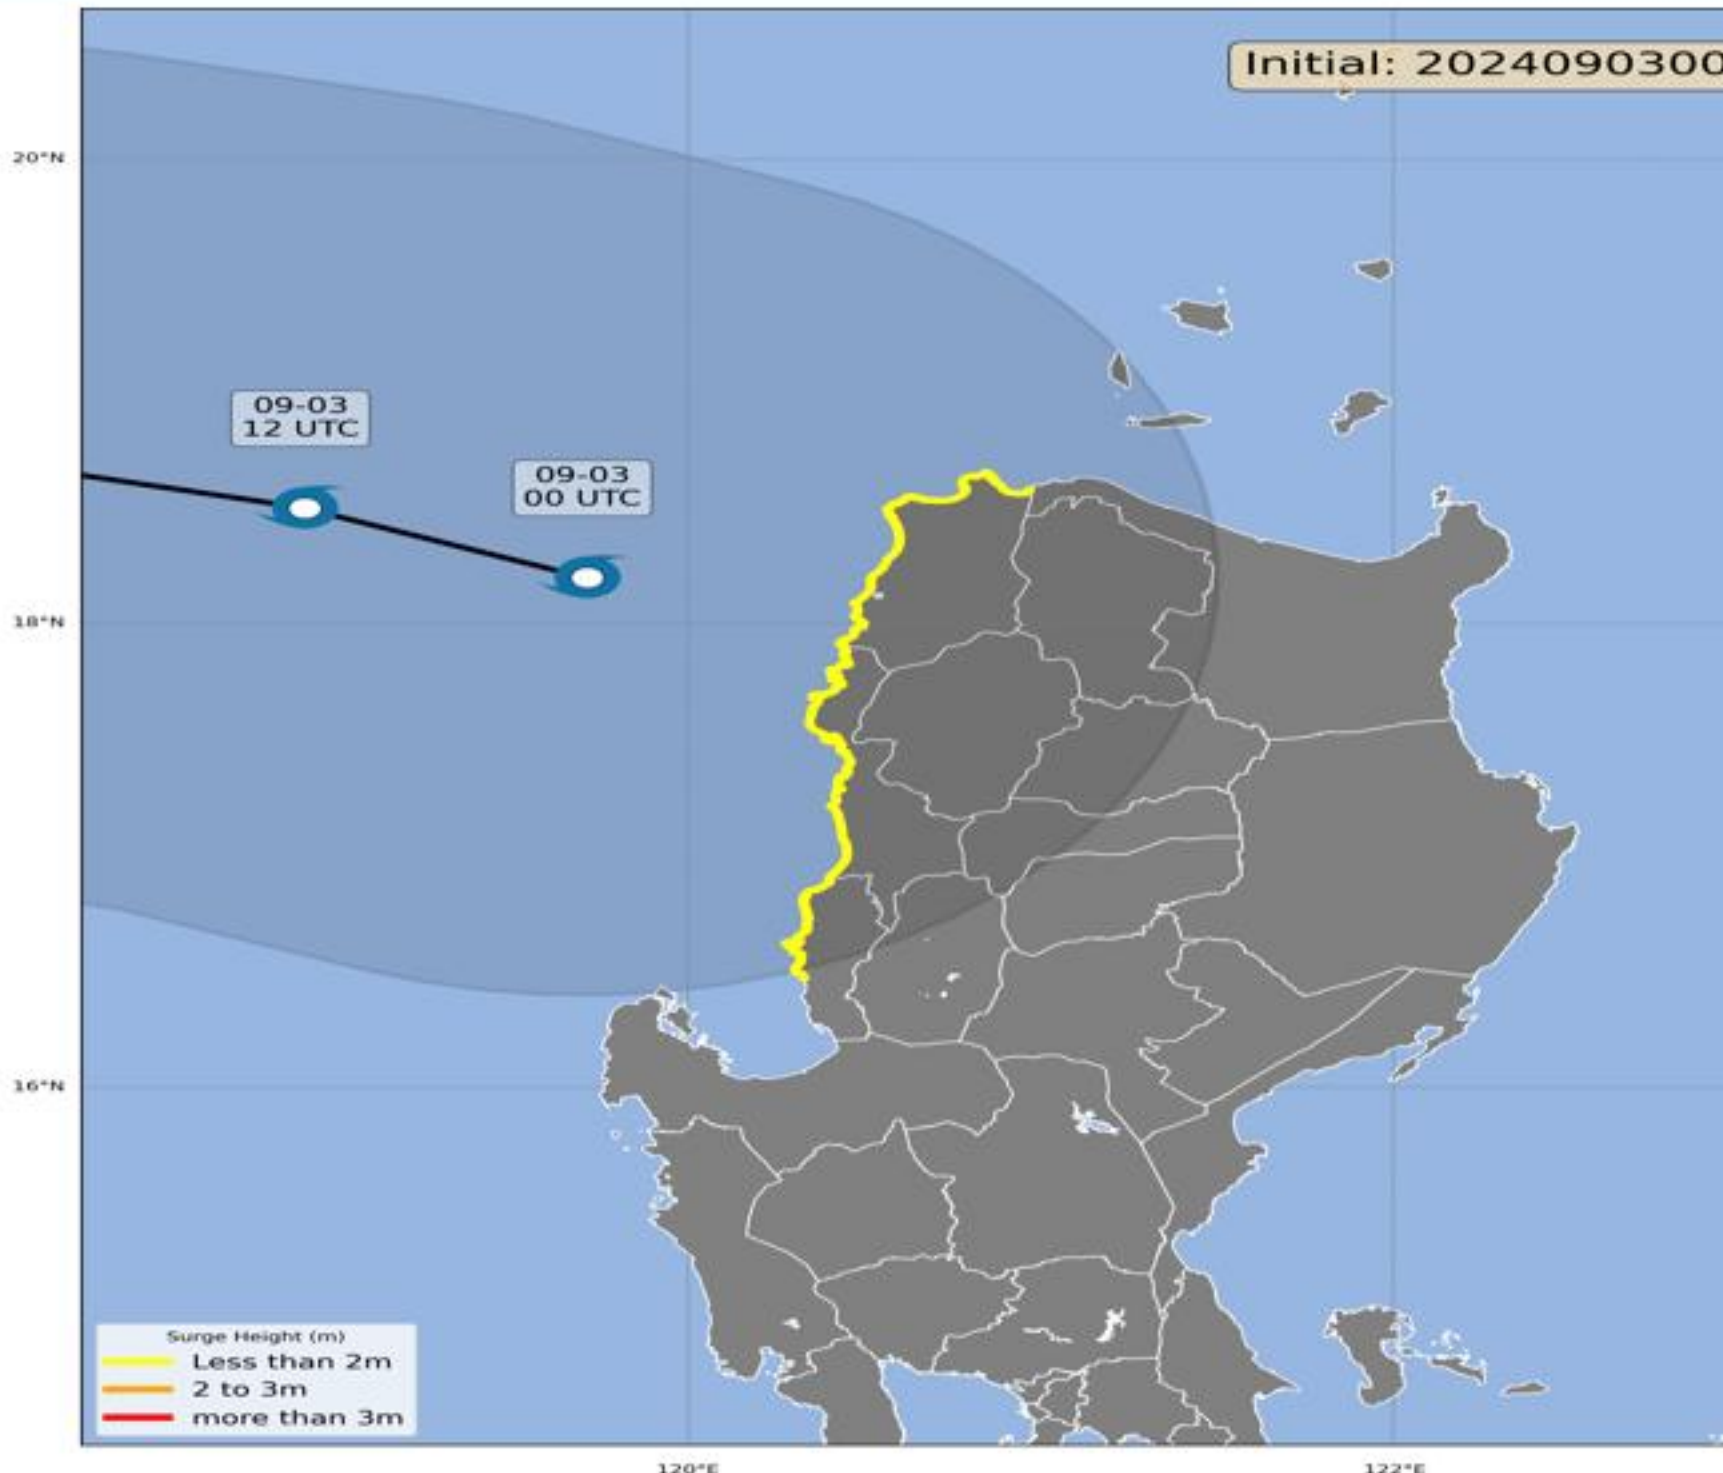 Initial: 2024090300
20°N
09-03
12 UTC
09-03
00 UTC
18°N
16°N
Surge Height (m)
Less than 2m
2 to 3m
more than 3m
120°E
122°E